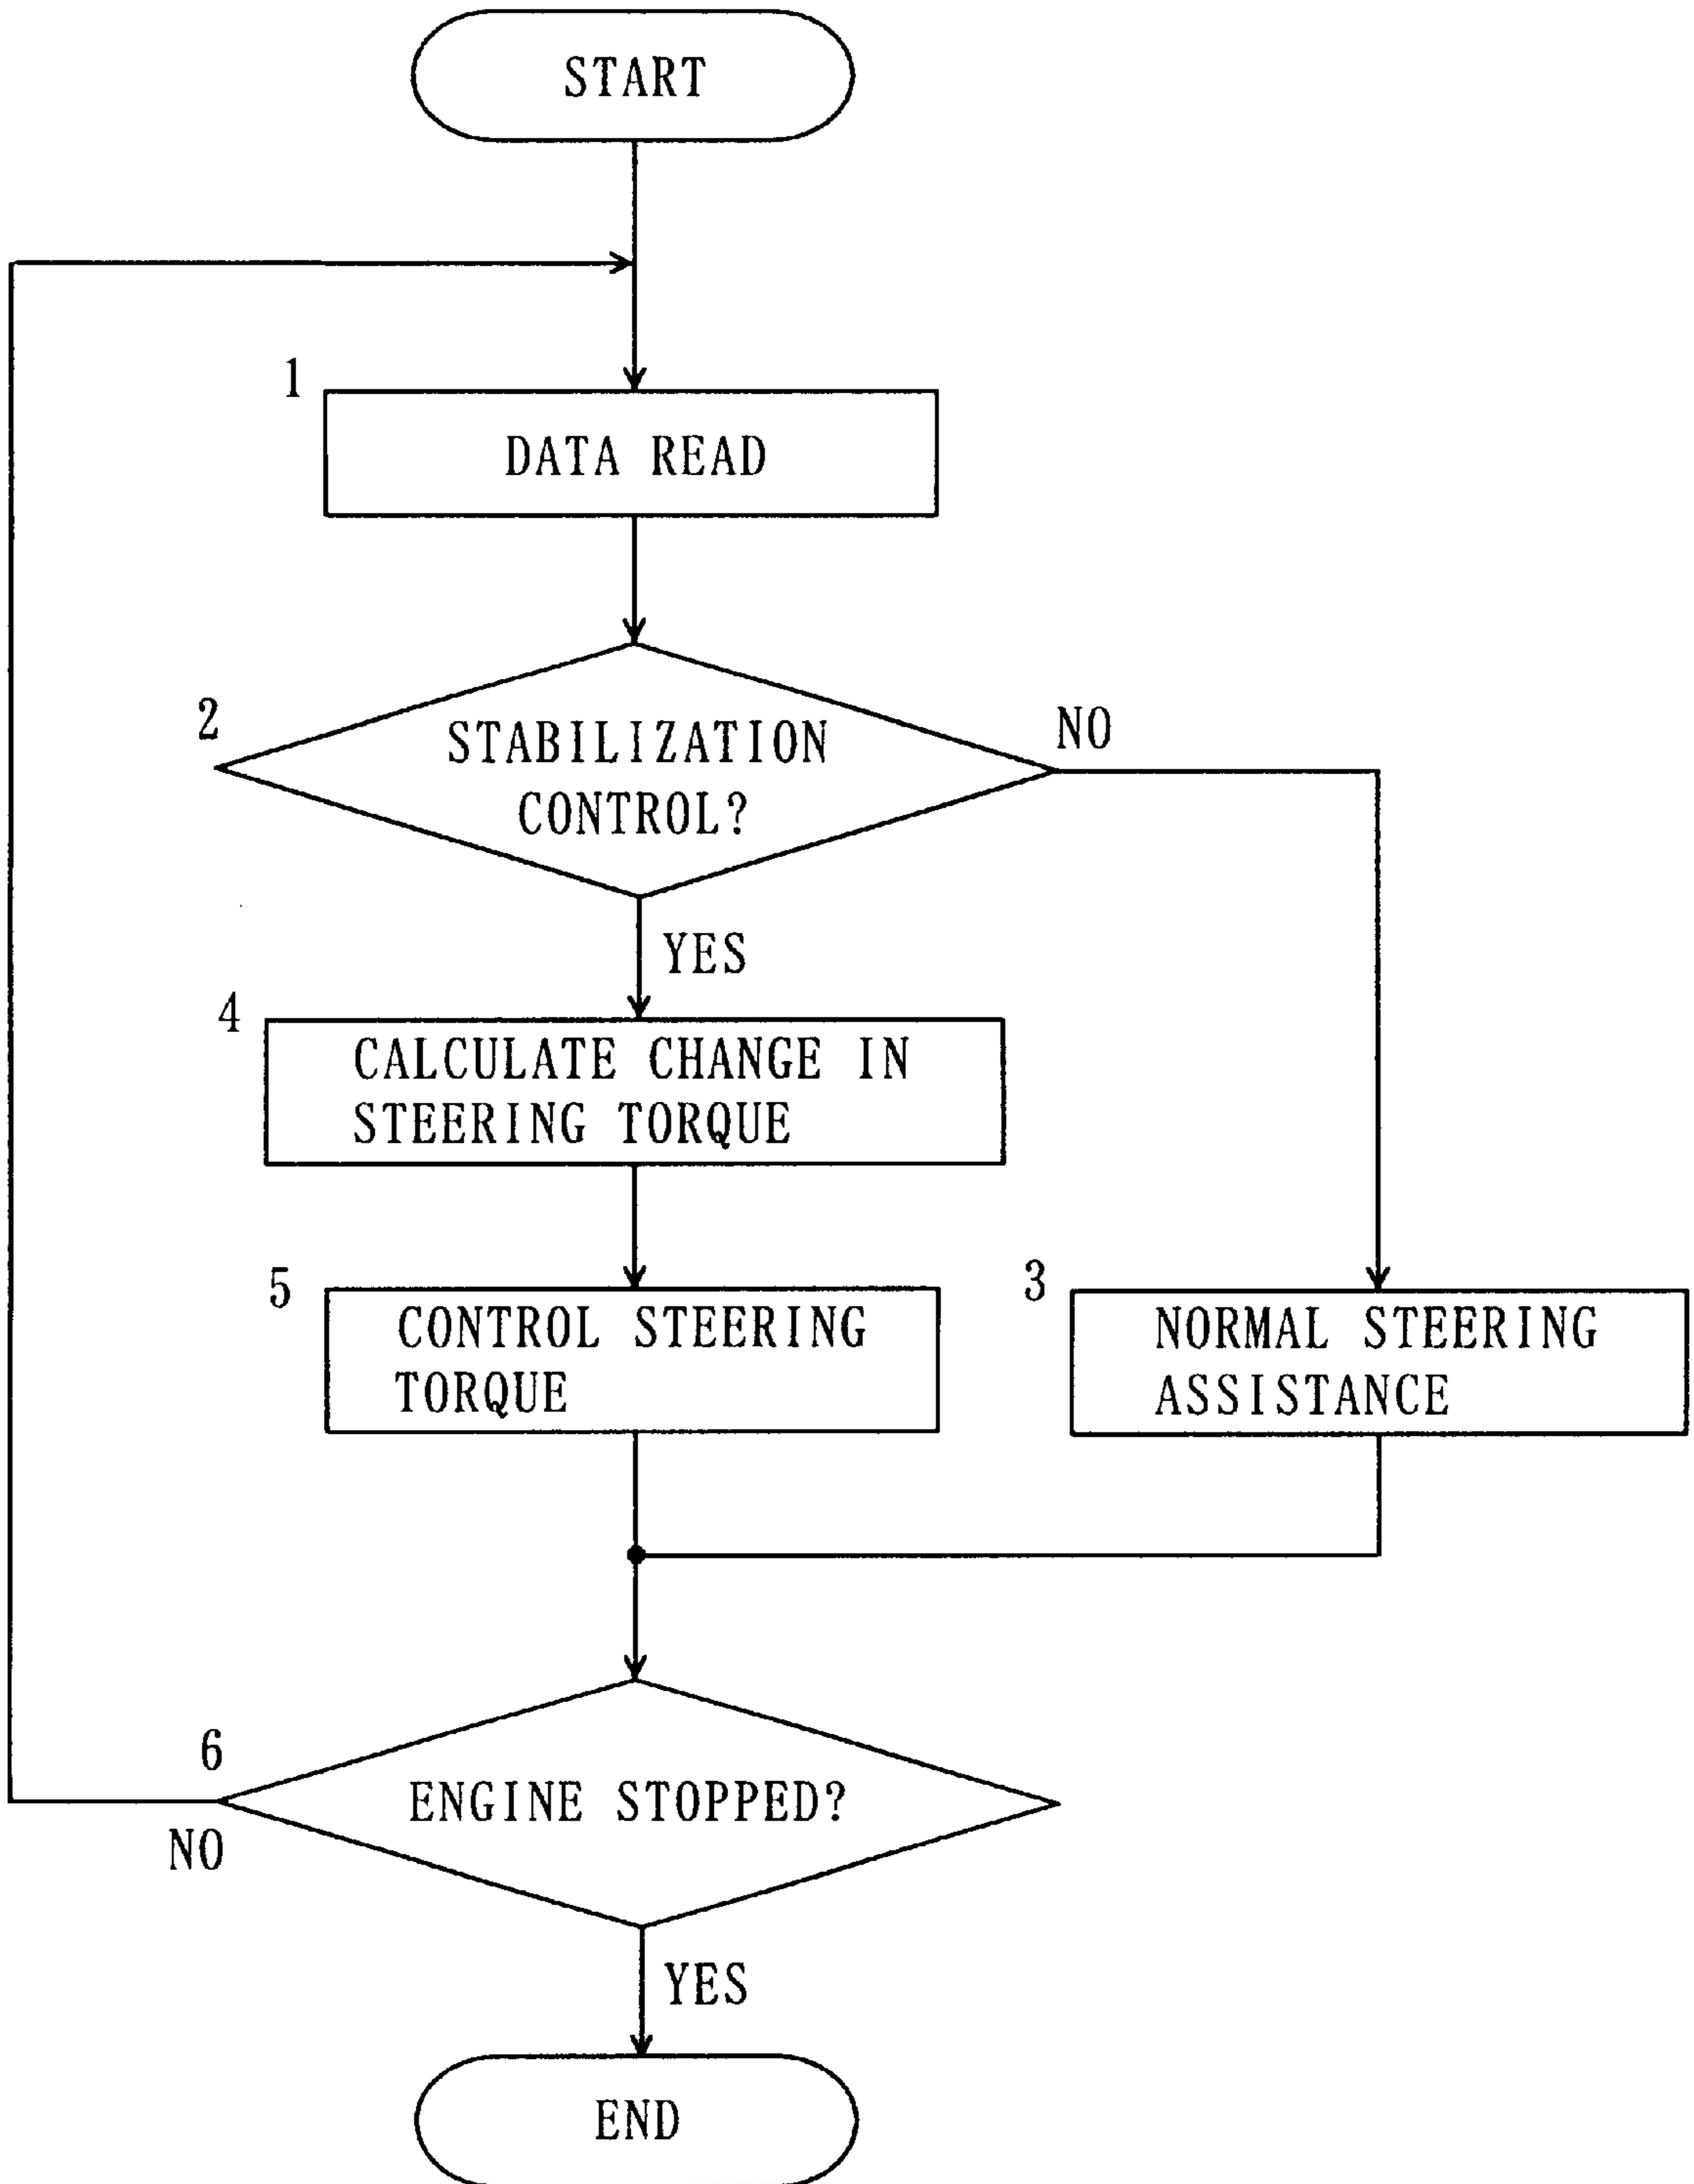 START
1
DATA READ
2
STABILIZATION
CONTROL?
NO
YES
4
CALCULATE CHANGE IN
STEERING TORQUE
5
CONTROL STEERING
TORQUE
3
NORMAL STEERING
ASSISTANCE
6
ENGINE STOPPED?
NO
YES
END